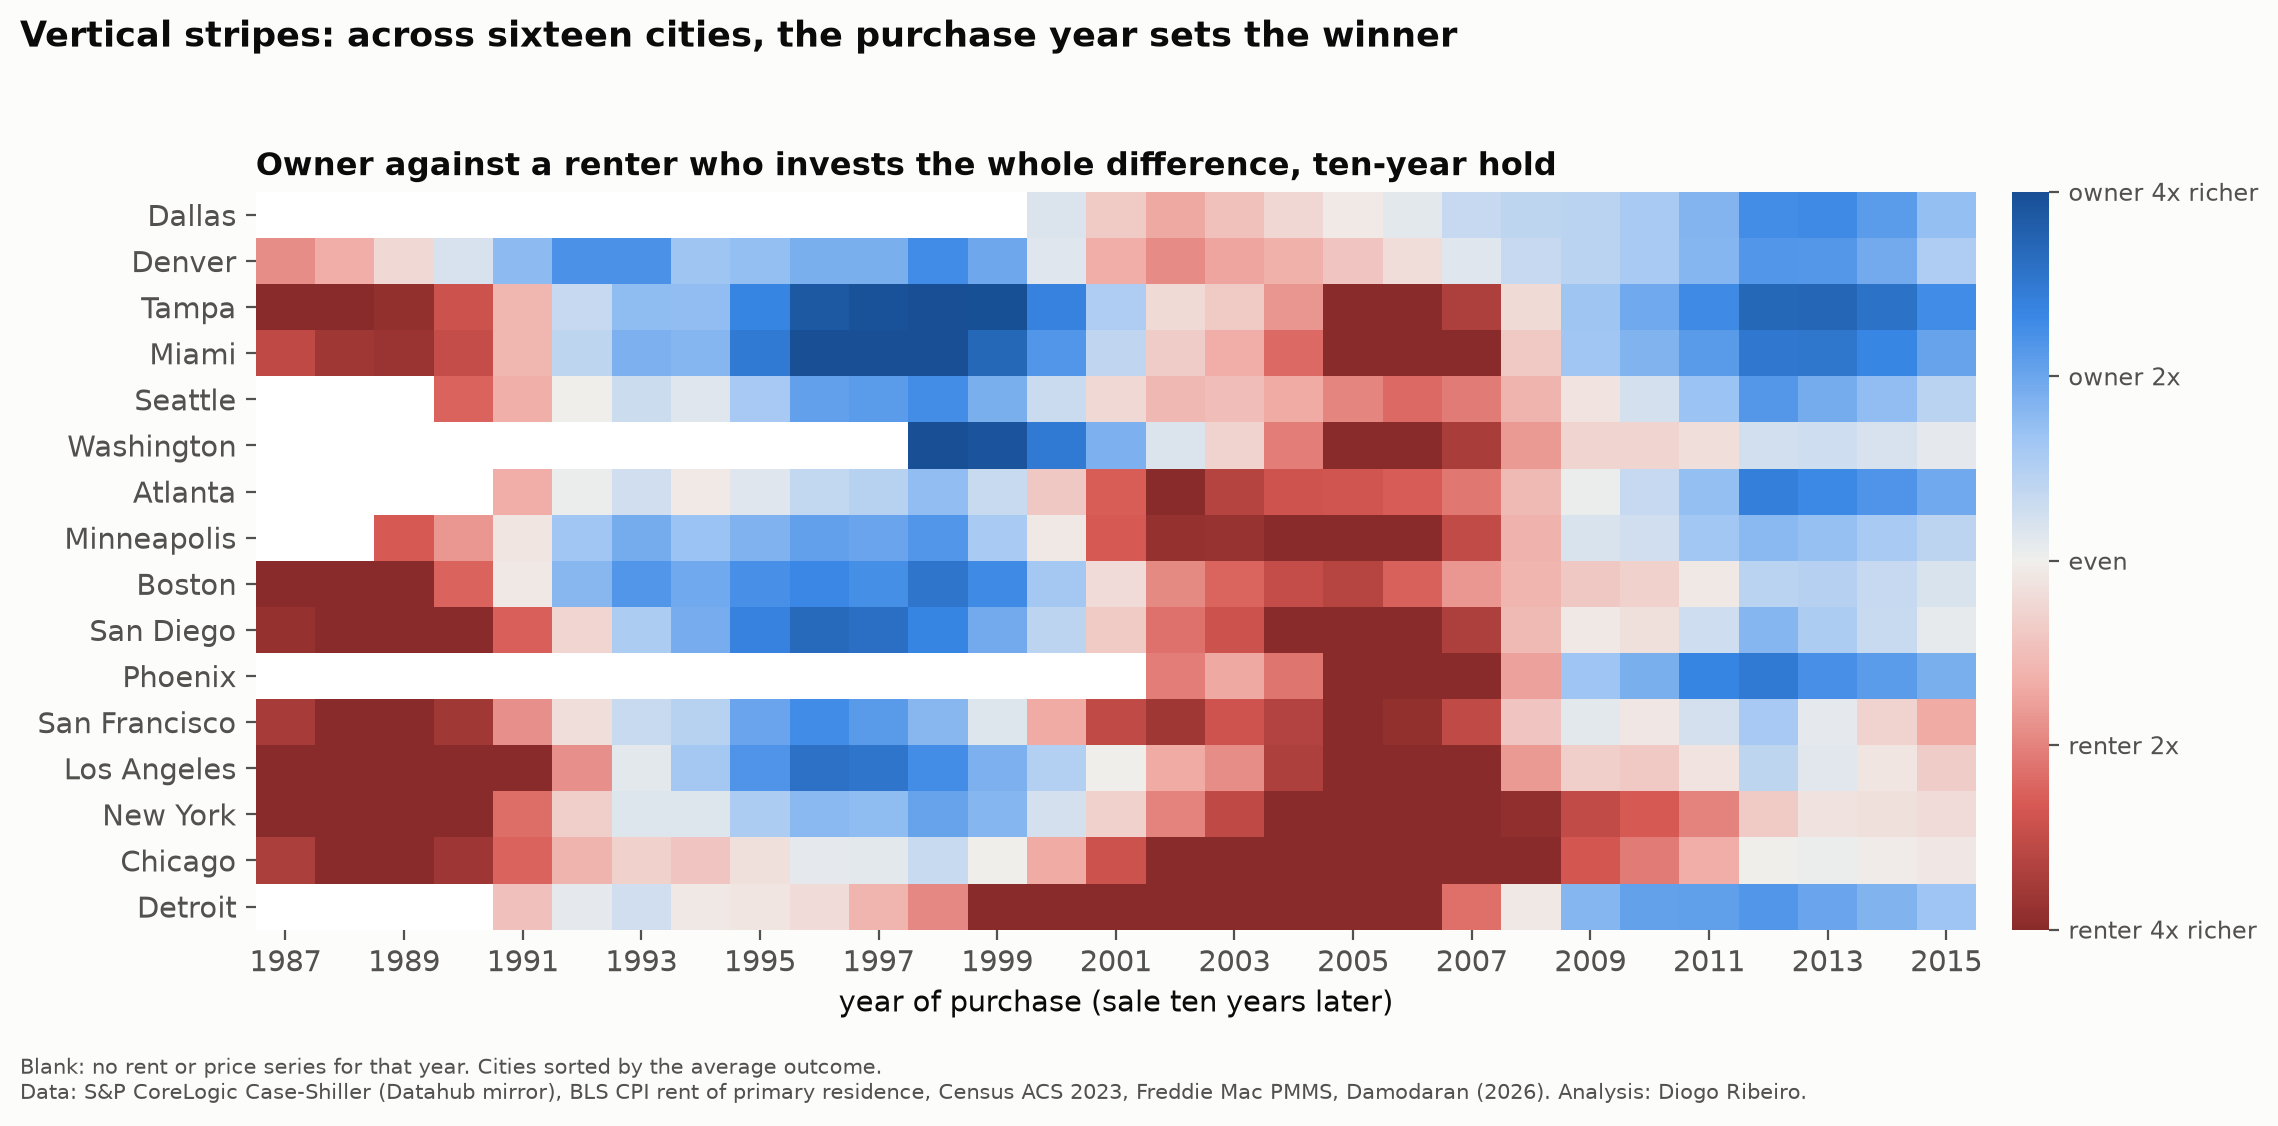 Vertical stripes: across sixteen cities, the purchase year sets the winner
Owner against a renter who invests the whole difference, ten-year hold
Dallas
Denver
Tampa
Miami
Seattle
Washington
Atlanta
Minneapolis
Boston
San Diego
Phoenix
San Francisco
Los Angeles
New York
Chicago
Detroit
1987 1989 1991 1993 1995 1997 1999 2001 2003 2005 2007 2009 2011 2013 2015
year of purchase (sale ten years later)
owner 4x richer
owner 2x
even
renter 2x
renter 4x richer
Blank: no rent or price series for that year. Cities sorted by the average outcome.
Data: S&P CoreLogic Case-Shiller (Datahub mirror), BLS CPI rent of primary residence, Census ACS 2023, Freddie Mac PMMS, Damodaran (2026). Analysis: Diogo Ribeiro.